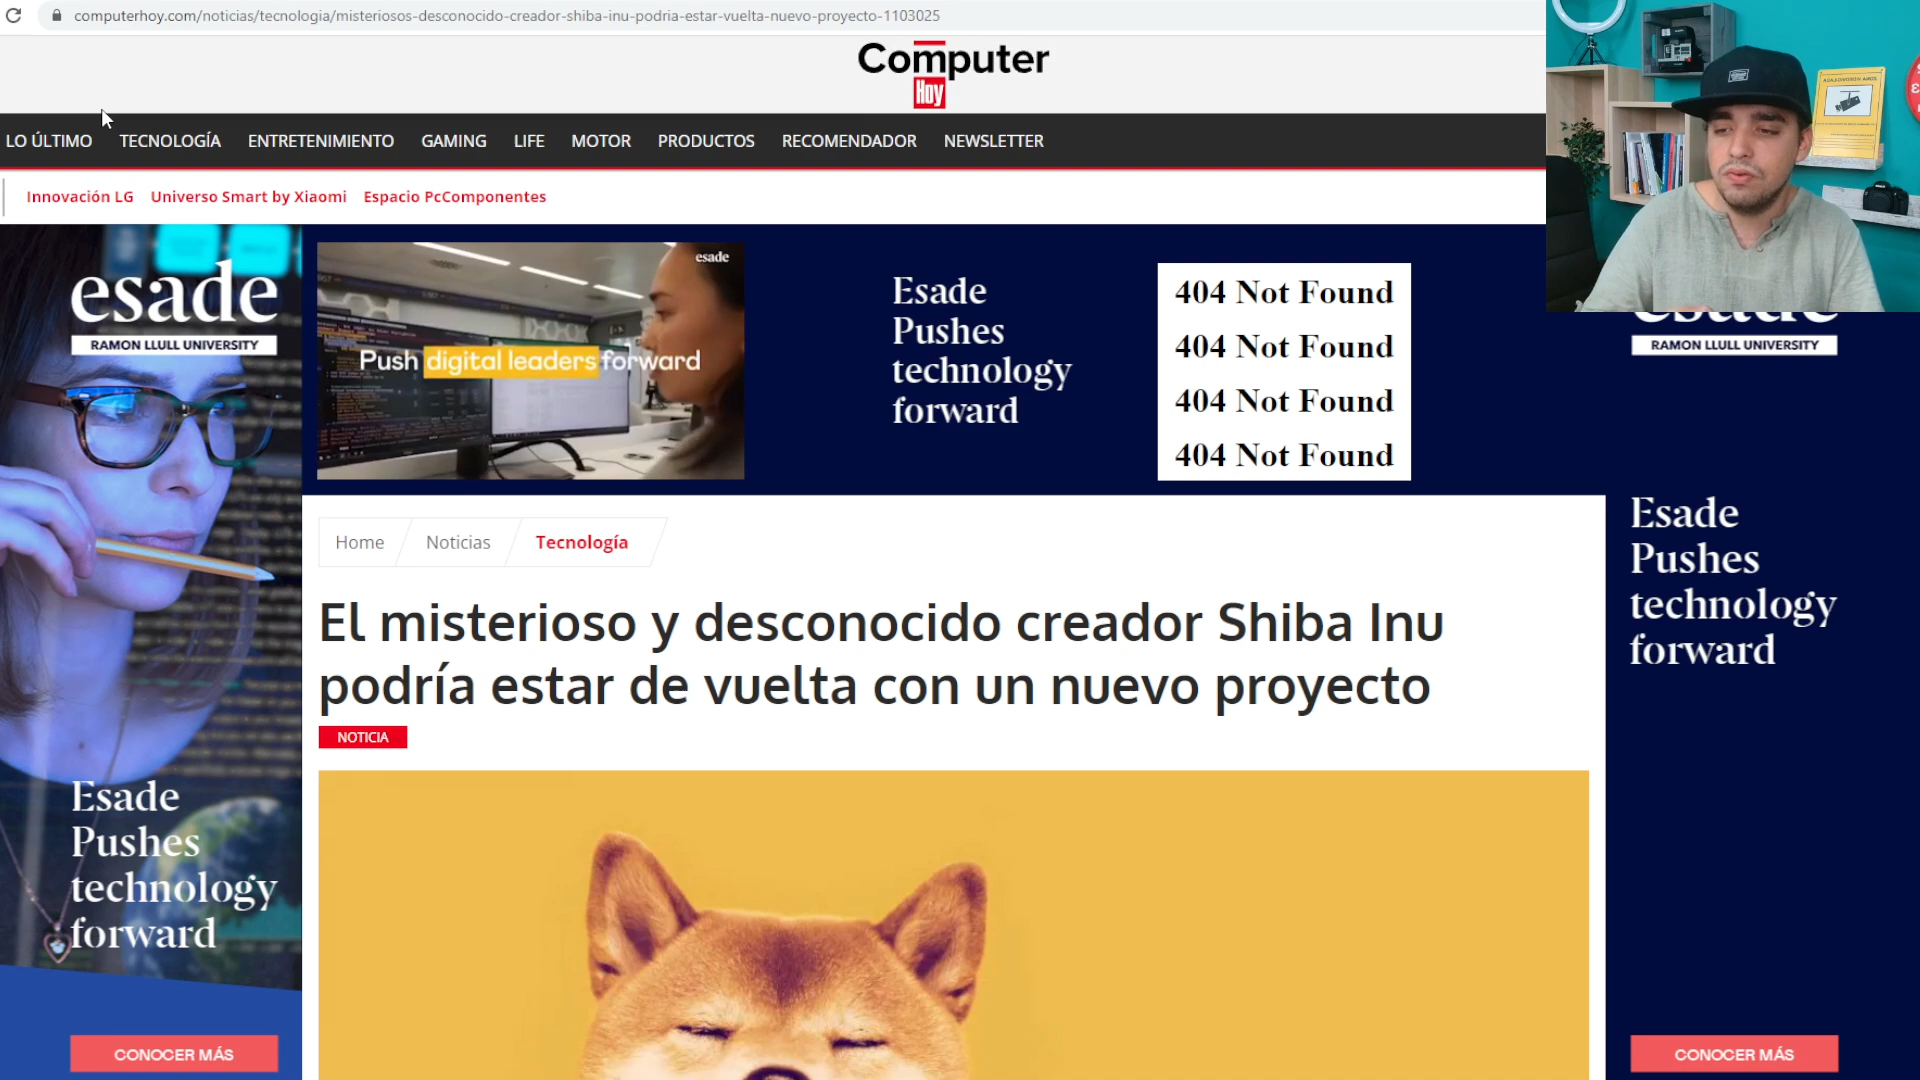 computerhoy.com/noticias/tecnologia/misteriosos-desconocido-creador-shiba-inu-podria-estar-vuelta-nuevo-proyecto-1103025
Computer
Hoy
LO ÚLTIMO TECNOLOGÍA ENTRETENIMIENTO GAMING LIFE MOTOR PRODUCTOS RECOMENDADOR NEWSLETTER
Innovación LG Universo Smart by Xiaomi Espacio PcComponentes
esade
RAMON LLULL UNIVERSITY
esade
Push digital leaders forward
Esade
Pushes
technology
forward
404 Not Found
404 Not Found
404 Not Found
404 Not Found
RAMON LLULL UNIVERSITY
Home Noticias Tecnología
El misterioso y desconocido creador Shiba Inu
podría estar de vuelta con un nuevo proyecto
NOTICIA
Esade
Pushes
technology
forward
CONOCER MÁS
Esade
Pushes
technology
forward
CONOCER MÁS